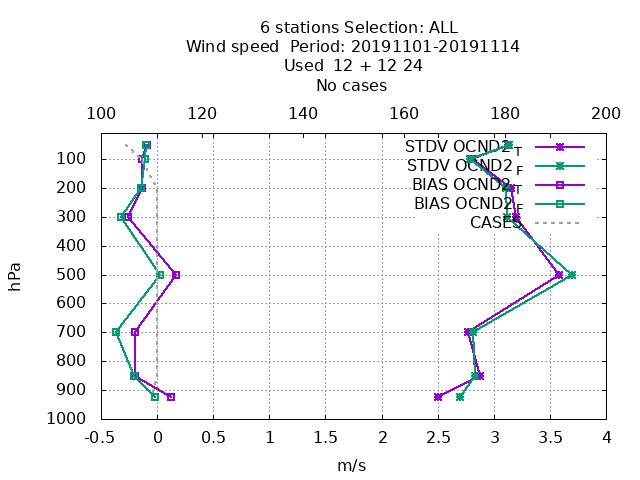 6 stations Selection: ALL
Wind speed  Period: 20191101-20191114
Used  12 + 12 24
No cases
100 120 140 160 180 200
STDV OCND2_T
STDV OCND2_F
BIAS OCND2_T
BIAS OCND2_F
CASES
100
200
300
400
500
600
700
800
900
1000
hPa
-0.5 0 0.5 1 1.5 2 2.5 3 3.5 4
m/s